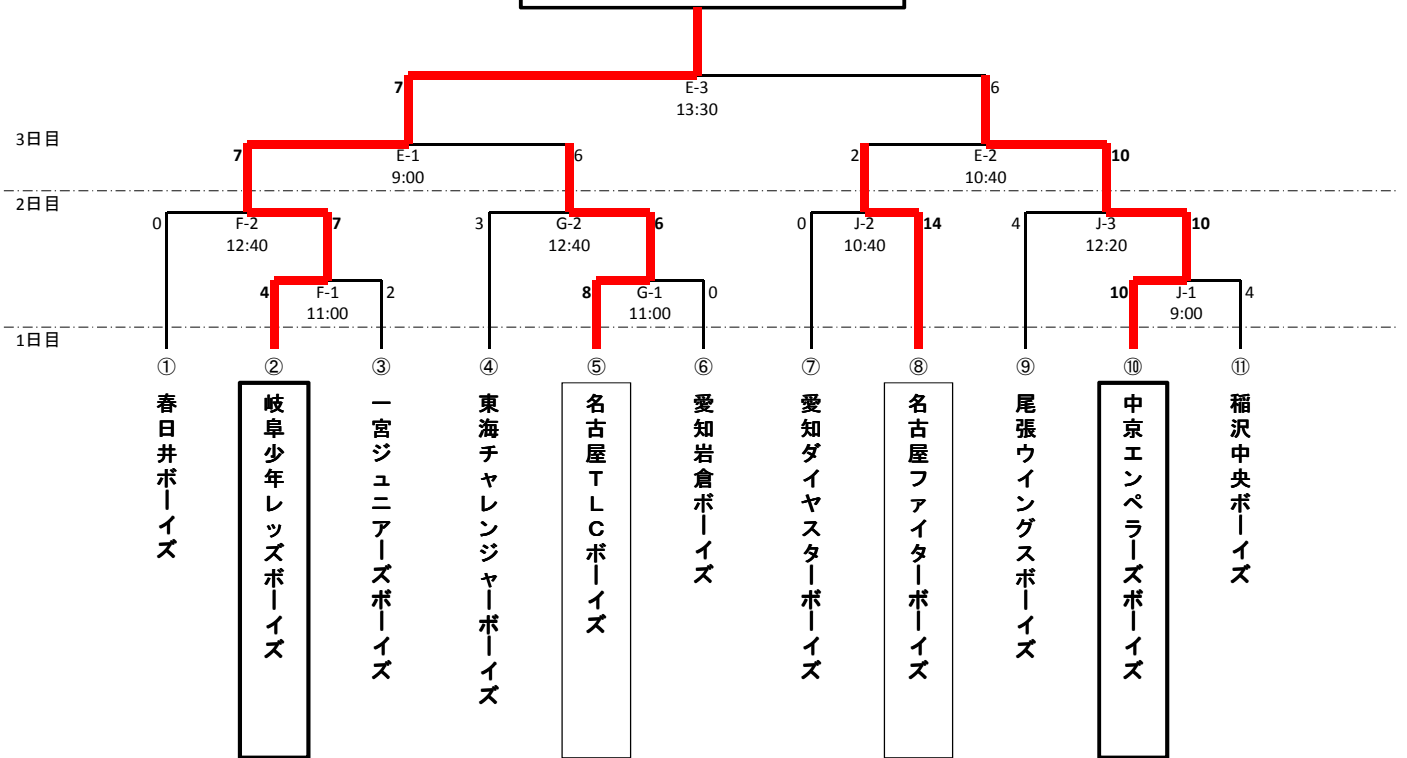 7 E-3 6
13:30
3日目
7 E-1 6 2 E-2 10
9:00 10:40
2日目
0 F-2 7 3 G-2 6 0 J-2 14 4 J-3 10
12:40 12:40 10:40 12:20
4 F-1 2 8 G-1 0 10 J-1 4
11:00 11:00 9:00
1日目
① ② ③ ④ ⑤ ⑥ ⑦ ⑧ ⑨ ⑩ ⑪
春日井ボーイズ
岐阜少年レッズボーイズ
一宮ジュニアーズボーイズ
東海チャレンジャーボーイズ
名古屋TLCボーイズ
愛知岩倉ボーイズ
愛知ダイヤスターボーイズ
名古屋ファイターボーイズ
尾張ウイングスボーイズ
中京エンペラーズボーイズ
稲沢中央ボーイズ